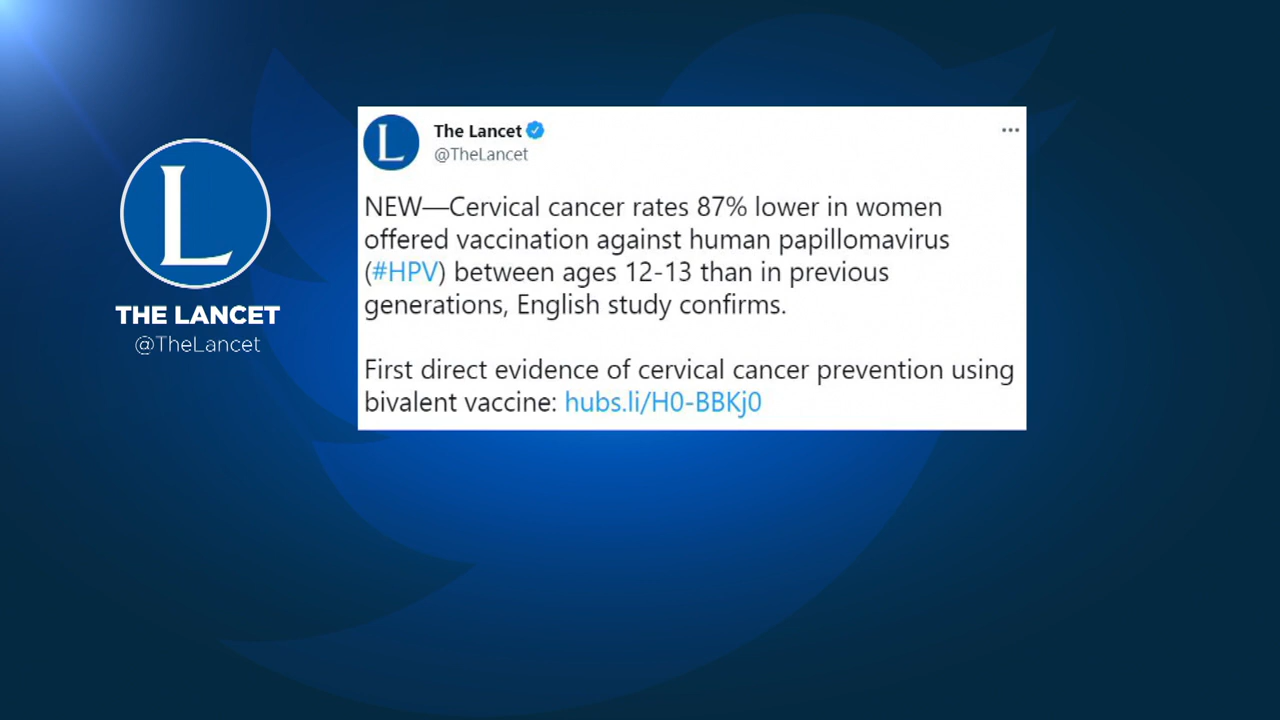 L
THE LANCET
@TheLancet
L
The Lancet
@TheLancet
NEW—Cervical cancer rates 87% lower in women
offered vaccination against human papillomavirus
(#HPV) between ages 12-13 than in previous
generations, English study confirms.
First direct evidence of cervical cancer prevention using
bivalent vaccine: hubs.li/H0-BBKj0